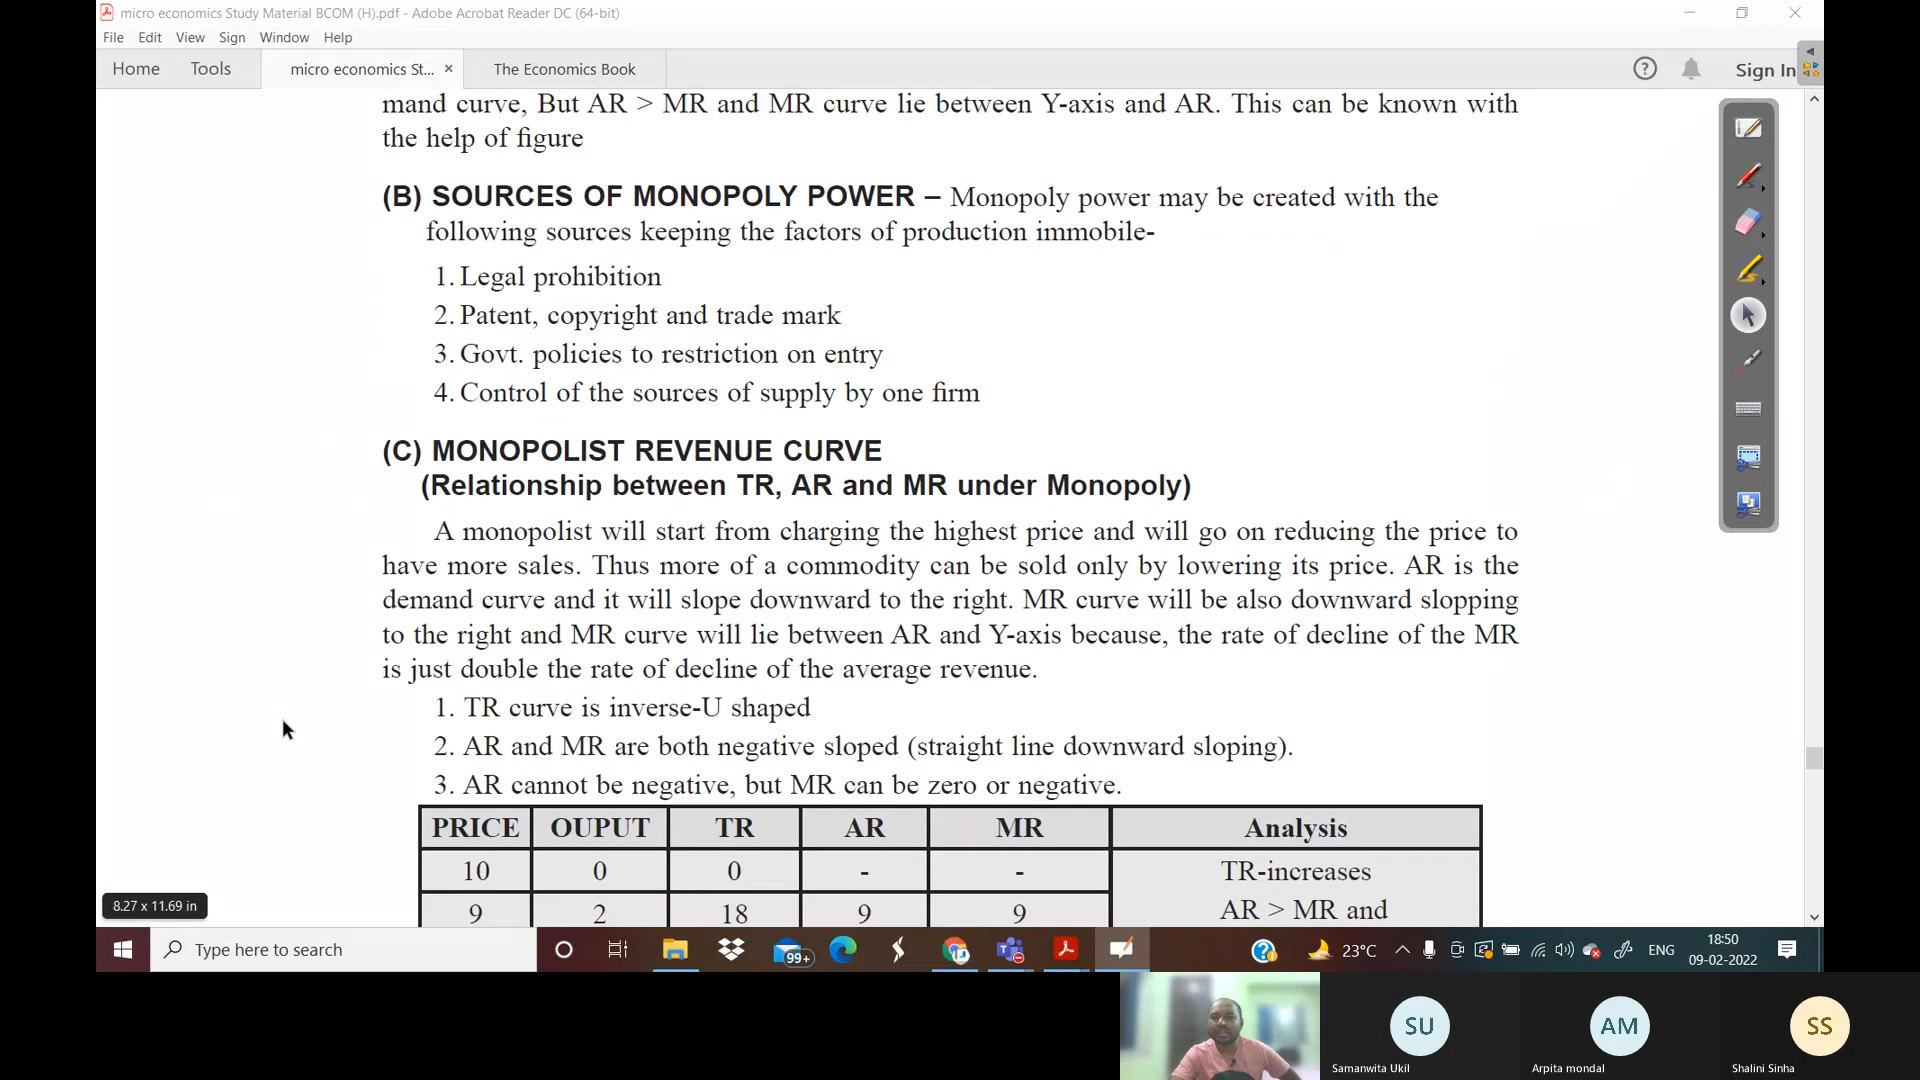 micro economics Study Material BCOM (H).pdf - Adobe Acrobat Reader DC (64-bit)
File Edit View Sign Window Help
Home Tools micro economics St... × The Economics Book Sign In
mand curve, But AR > MR and MR curve lie between Y-axis and AR. This can be known with
the help of figure
(B) SOURCES OF MONOPOLY POWER – Monopoly power may be created with the
following sources keeping the factors of production immobile-
1. Legal prohibition
2. Patent, copyright and trade mark
3. Govt. policies to restriction on entry
4. Control of the sources of supply by one firm
(C) MONOPOLIST REVENUE CURVE
(Relationship between TR, AR and MR under Monopoly)
A monopolist will start from charging the highest price and will go on reducing the price to
have more sales. Thus more of a commodity can be sold only by lowering its price. AR is the
demand curve and it will slope downward to the right. MR curve will be also downward slopping
to the right and MR curve will lie between AR and Y-axis because, the rate of decline of the MR
is just double the rate of decline of the average revenue.
1. TR curve is inverse-U shaped
2. AR and MR are both negative sloped (straight line downward sloping).
3. AR cannot be negative, but MR can be zero or negative.
PRICE OUPUT TR AR MR Analysis
10 0 0 - - TR-increases
9 2 18 9 9 AR > MR and
8.27 x 11.69 in
Type here to search 99+ 23°C ENG 18:50
09-02-2022
SU AM SS
Samanwita Ukil Arpita mondal Shalini Sinha